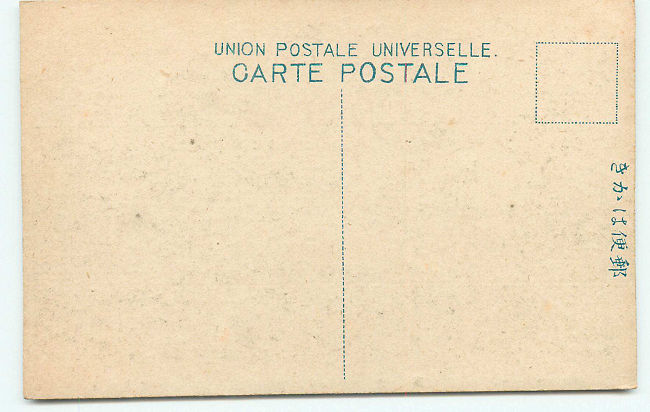 UNION POSTALE UNIVERSELLE.
CARTE POSTALE
きかは便郵